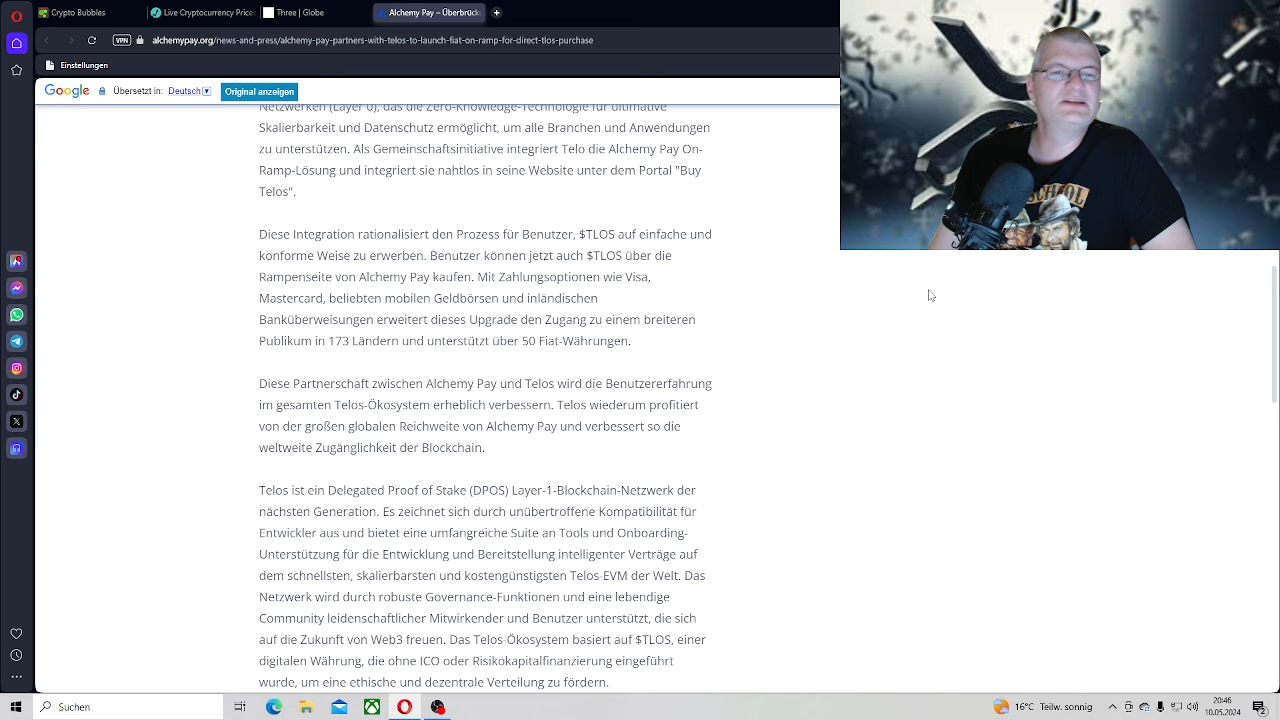 Crypto Bubbles
Live Cryptocurrency Prices
Three | Globe
Alchemy Pay – Blockchain
VPN
alchemypay.org/news-and-press/alchemy-pay-partners-with-telos-to-launch-fiat-on-ramp-for-direct-tlos-purchase
Einstellungen
Google Übersetzt in: Deutsch Original anzeigen
Netzwerken (Layer 0), das die Zero-Knowledge-Technologie für ultimative
Skalierbarkeit und Datenschutz ermöglicht, um alle Branchen und Anwendungen
zu unterstützen. Als Gemeinschaftsinitiative integriert Telo die Alchemy Pay On-
Ramp-Lösung und integriert sie nahtlos in seine Website unter dem Portal "Buy
Telos".
Diese Integration rationalisiert den Prozess für Benutzer, $TLOS auf einfache und
konforme Weise zu erwerben. Benutzer können jetzt auch $TLOS über die
Rampenseite von Alchemy Pay kaufen. Mit Zahlungsoptionen wie Visa,
Mastercard, beliebten mobilen Geldbörsen und inländischen
Banküberweisungen erweitert dieses Upgrade den Zugang zu einem breiteren
Publikum in 173 Ländern und unterstützt über 50 Fiat-Währungen.
Diese Partnerschaft zwischen Alchemy Pay und Telos wird die Benutzererfahrung
im gesamten Telos-Ökosystem erheblich verbessern. Telos wiederum profitiert
von der großen globalen Reichweite von Alchemy Pay und verbessert so die
weltweite Zugänglichkeit der Blockchain.
Telos ist ein Delegated Proof of Stake (DPOS) Layer-1-Blockchain-Netzwerk der
nächsten Generation. Es zeichnet sich durch unübertroffene Kompatibilität für
Entwickler aus und bietet eine umfangreiche Suite an Tools und Onboarding-
Unterstützung für die Entwicklung und Bereitstellung intelligenter Verträge auf
dem schnellsten, skalierbarsten und kostengünstigsten Telos-EVM der Welt. Das
Netzwerk wird durch robuste Governance-Funktionen und eine lebendige
Community leidenschaftlicher Mitwirkender und Benutzer unterstützt, die sich
auf die Zukunft von Web3 freuen. Das Telos-Ökosystem basiert auf $TLOS, einer
digitalen Währung, die ohne ICO oder Risikokapitalfinanzierung eingeführt
wurde, um eine ethische und dezentrale Verteilung zu fördern.
Suchen
16°C Teilw. sonnig
20:46
10.05.2024